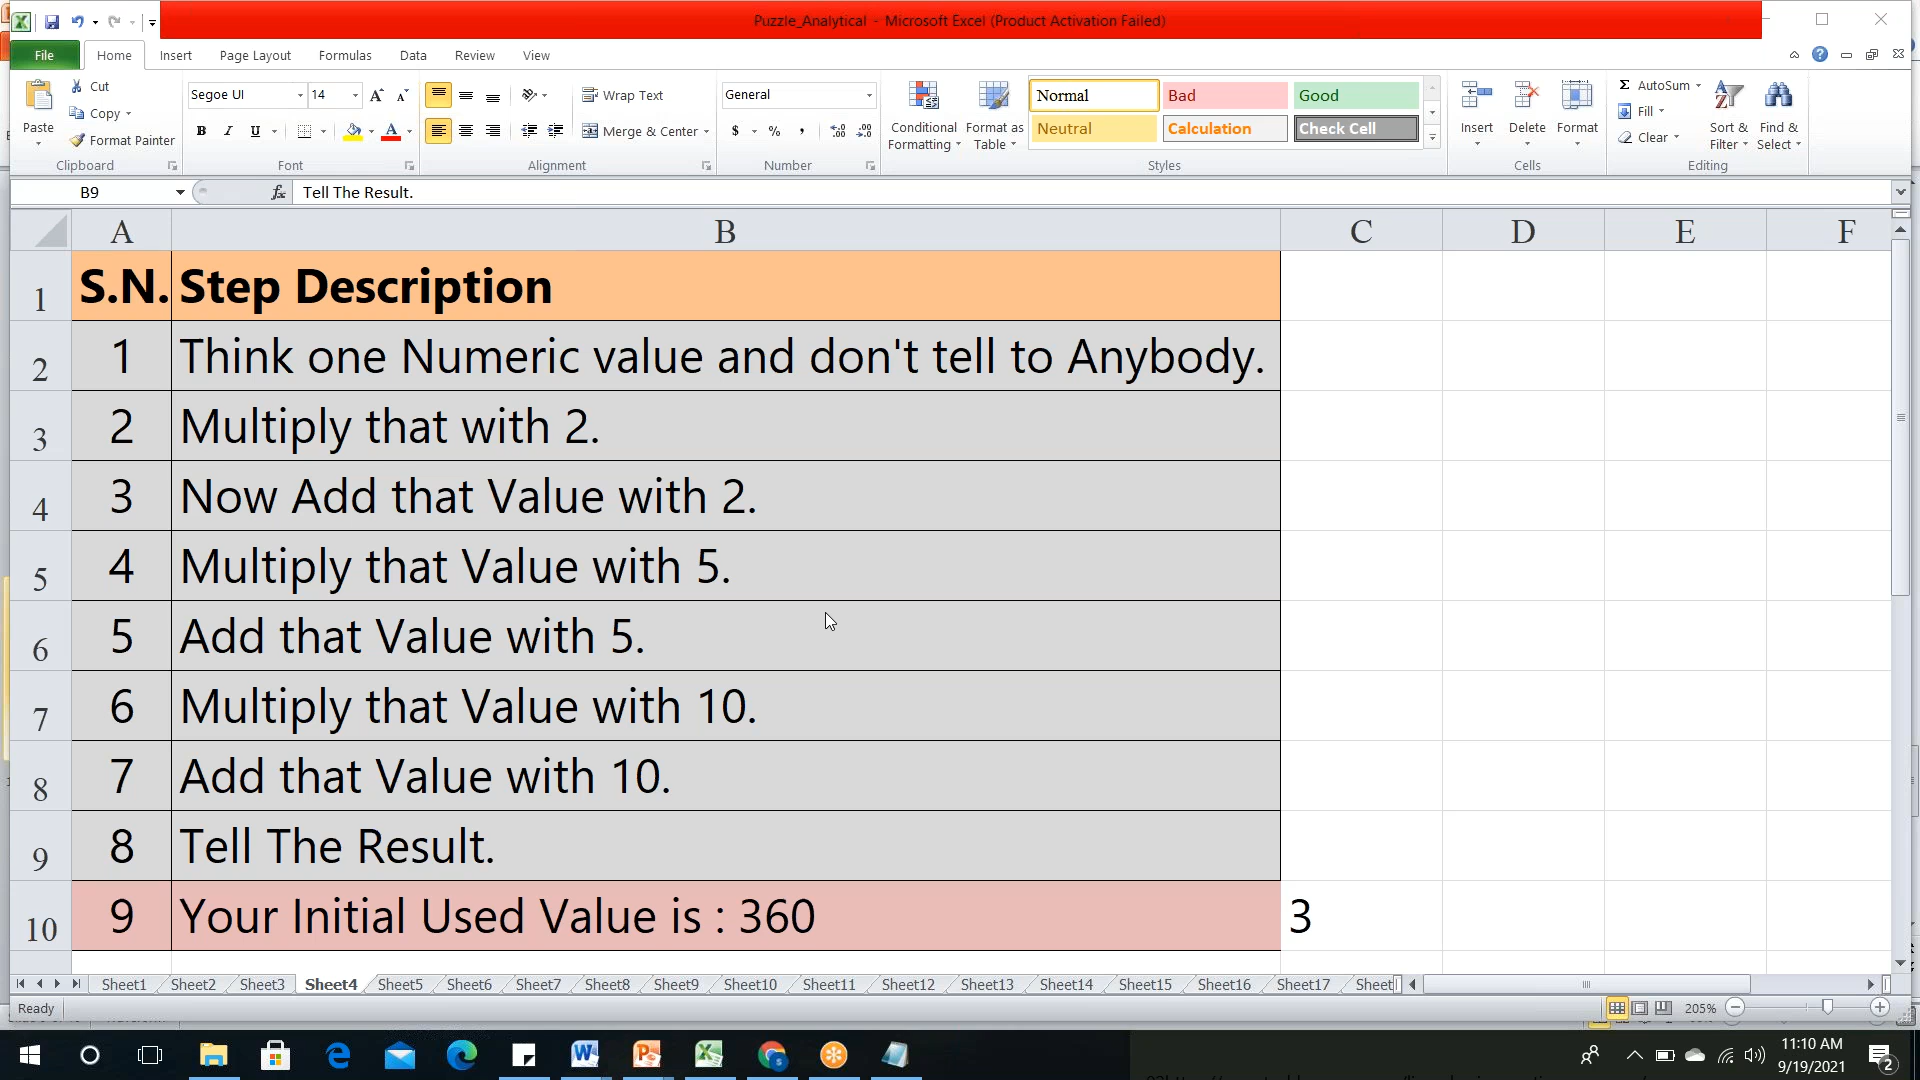 Puzzle_Analytical - Microsoft Excel (Product Activation Failed)
File Home Insert Page Layout Formulas Data Review View
Cut
Copy
Format Painter
Paste
Segoe UI 14
B I U
Wrap Text
Merge & Center
General
$ % ,
Conditional Formatting
Format as Table
Normal Bad Good
Neutral Calculation Check Cell
Insert Delete Format
AutoSum
Fill
Clear
Sort & Filter
Find & Select
Clipboard Font Alignment Number Styles Cells Editing
B9 fx Tell The Result.
A B C D E F
1 S.N. Step Description
2 1 Think one Numeric value and don't tell to Anybody.
3 2 Multiply that with 2.
4 3 Now Add that Value with 2.
5 4 Multiply that Value with 5.
6 5 Add that Value with 5.
7 6 Multiply that Value with 10.
8 7 Add that Value with 10.
9 8 Tell The Result.
10 9 Your Initial Used Value is : 360 3
Sheet1 Sheet2 Sheet3 Sheet4 Sheet5 Sheet6 Sheet7 Sheet8 Sheet9 Sheet10 Sheet11 Sheet12 Sheet13 Sheet14 Sheet15 Sheet16 Sheet17 Sheet
Ready 205%
11:10 AM
9/19/2021
2